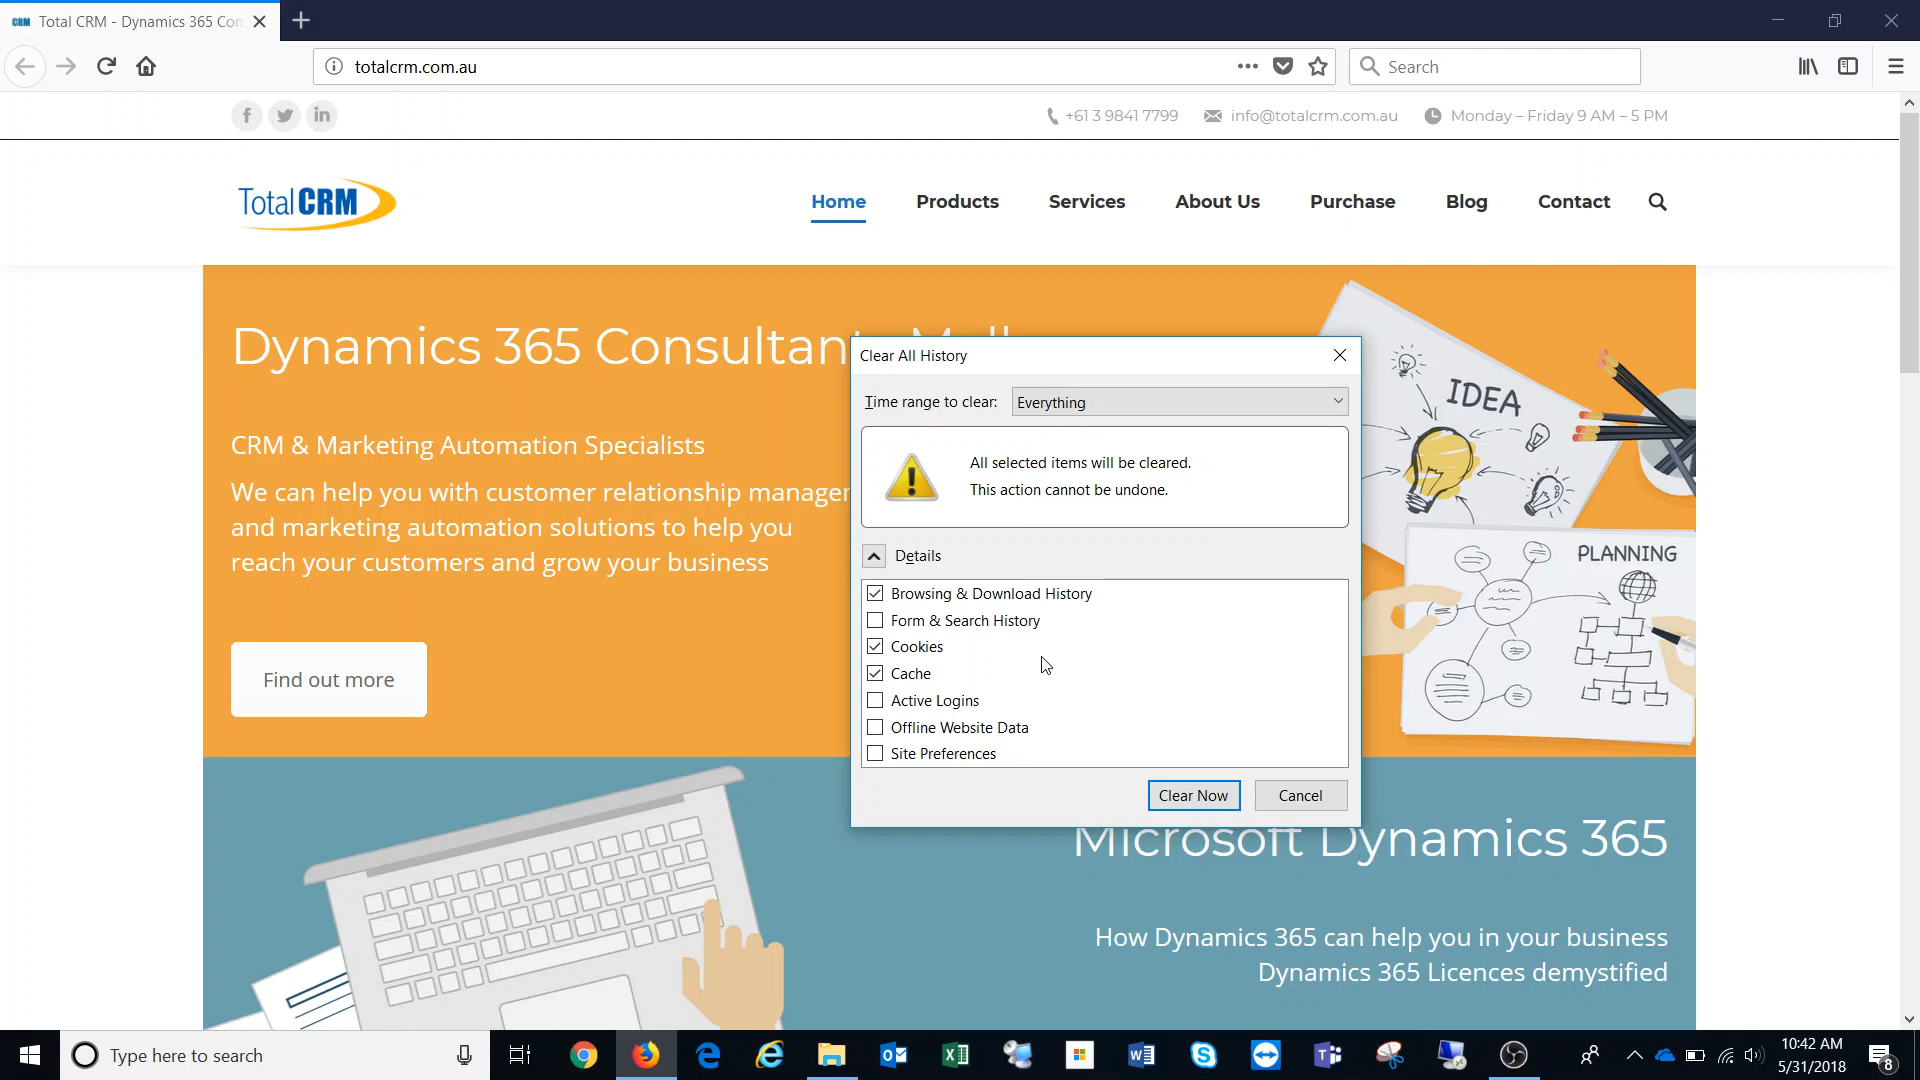 CRM Total CRM - Dynamics 365 Con
totalcrm.com.au
Search
+61 3 9841 7799
info@totalcrm.com.au
Monday – Friday 9 AM – 5 PM
Total CRM
Home
Products
Services
About Us
Purchase
Blog
Contact
Dynamics 365 Consultant
CRM & Marketing Automation Specialists
We can help you with customer relationship manager
and marketing automation solutions to help you
reach your customers and grow your business
Find out more
IDEA
PLANNING
Clear All History
Time range to clear:
Everything
All selected items will be cleared.
This action cannot be undone.
Details
Browsing & Download History
Form & Search History
Cookies
Cache
Active Logins
Offline Website Data
Site Preferences
Clear Now
Cancel
Microsoft Dynamics 365
How Dynamics 365 can help you in your business
Dynamics 365 Licences demystified
Type here to search
10:42 AM
5/31/2018
8